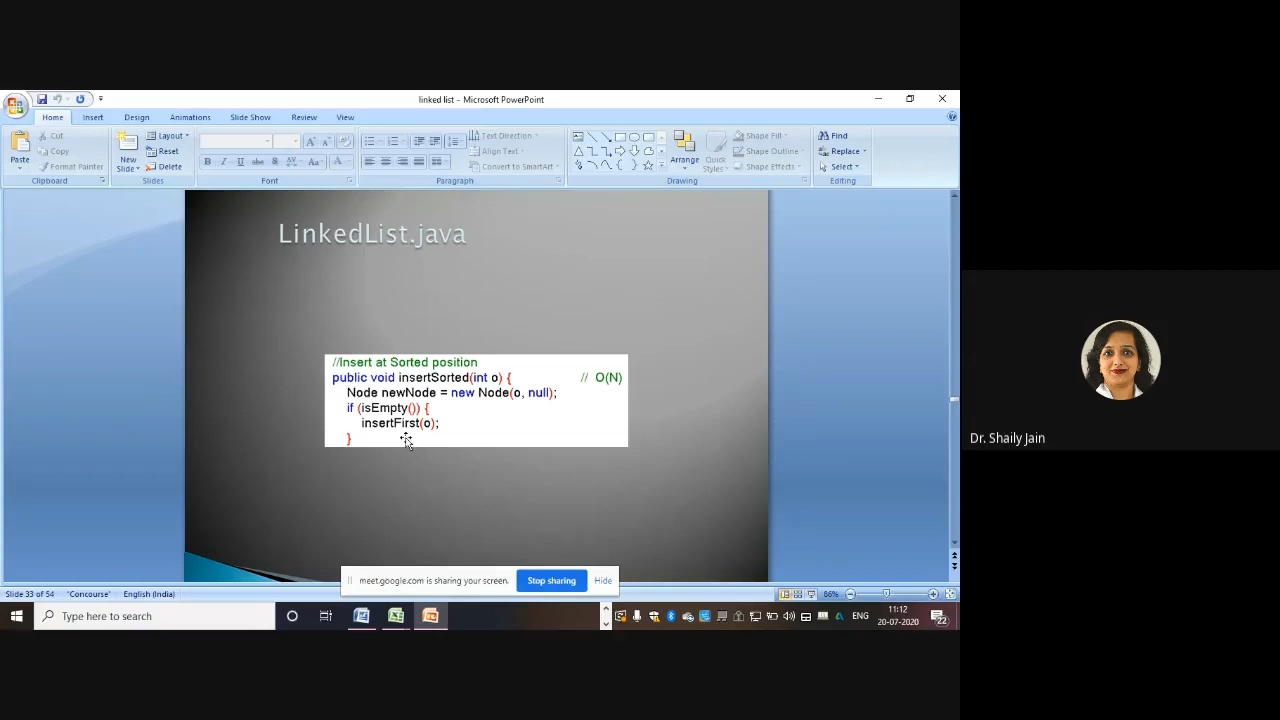 linked list - Microsoft PowerPoint
Home Insert Design Animations Slide Show Review View
Paste
Cut
Copy
Format Painter
Clipboard
New Slide
Layout
Reset
Delete
Slides
B I U abe S AV Aa A
Font
Text Direction
Align Text
Convert to SmartArt
Paragraph
Arrange
Quick Styles
Shape Fill
Shape Outline
Shape Effects
Drawing
Find
Replace
Select
Editing
LinkedList.java
//Insert at Sorted position
public void insertSorted(int o) { // O(N)
Node newNode = new Node(o, null);
if (isEmpty()) {
insertFirst(o);
}
Dr. Shaily Jain
meet.google.com is sharing your screen. Stop sharing Hide
Slide 33 of 54 "Concourse" English (India) 86%
Type here to search
ENG
11:12
20-07-2020
22